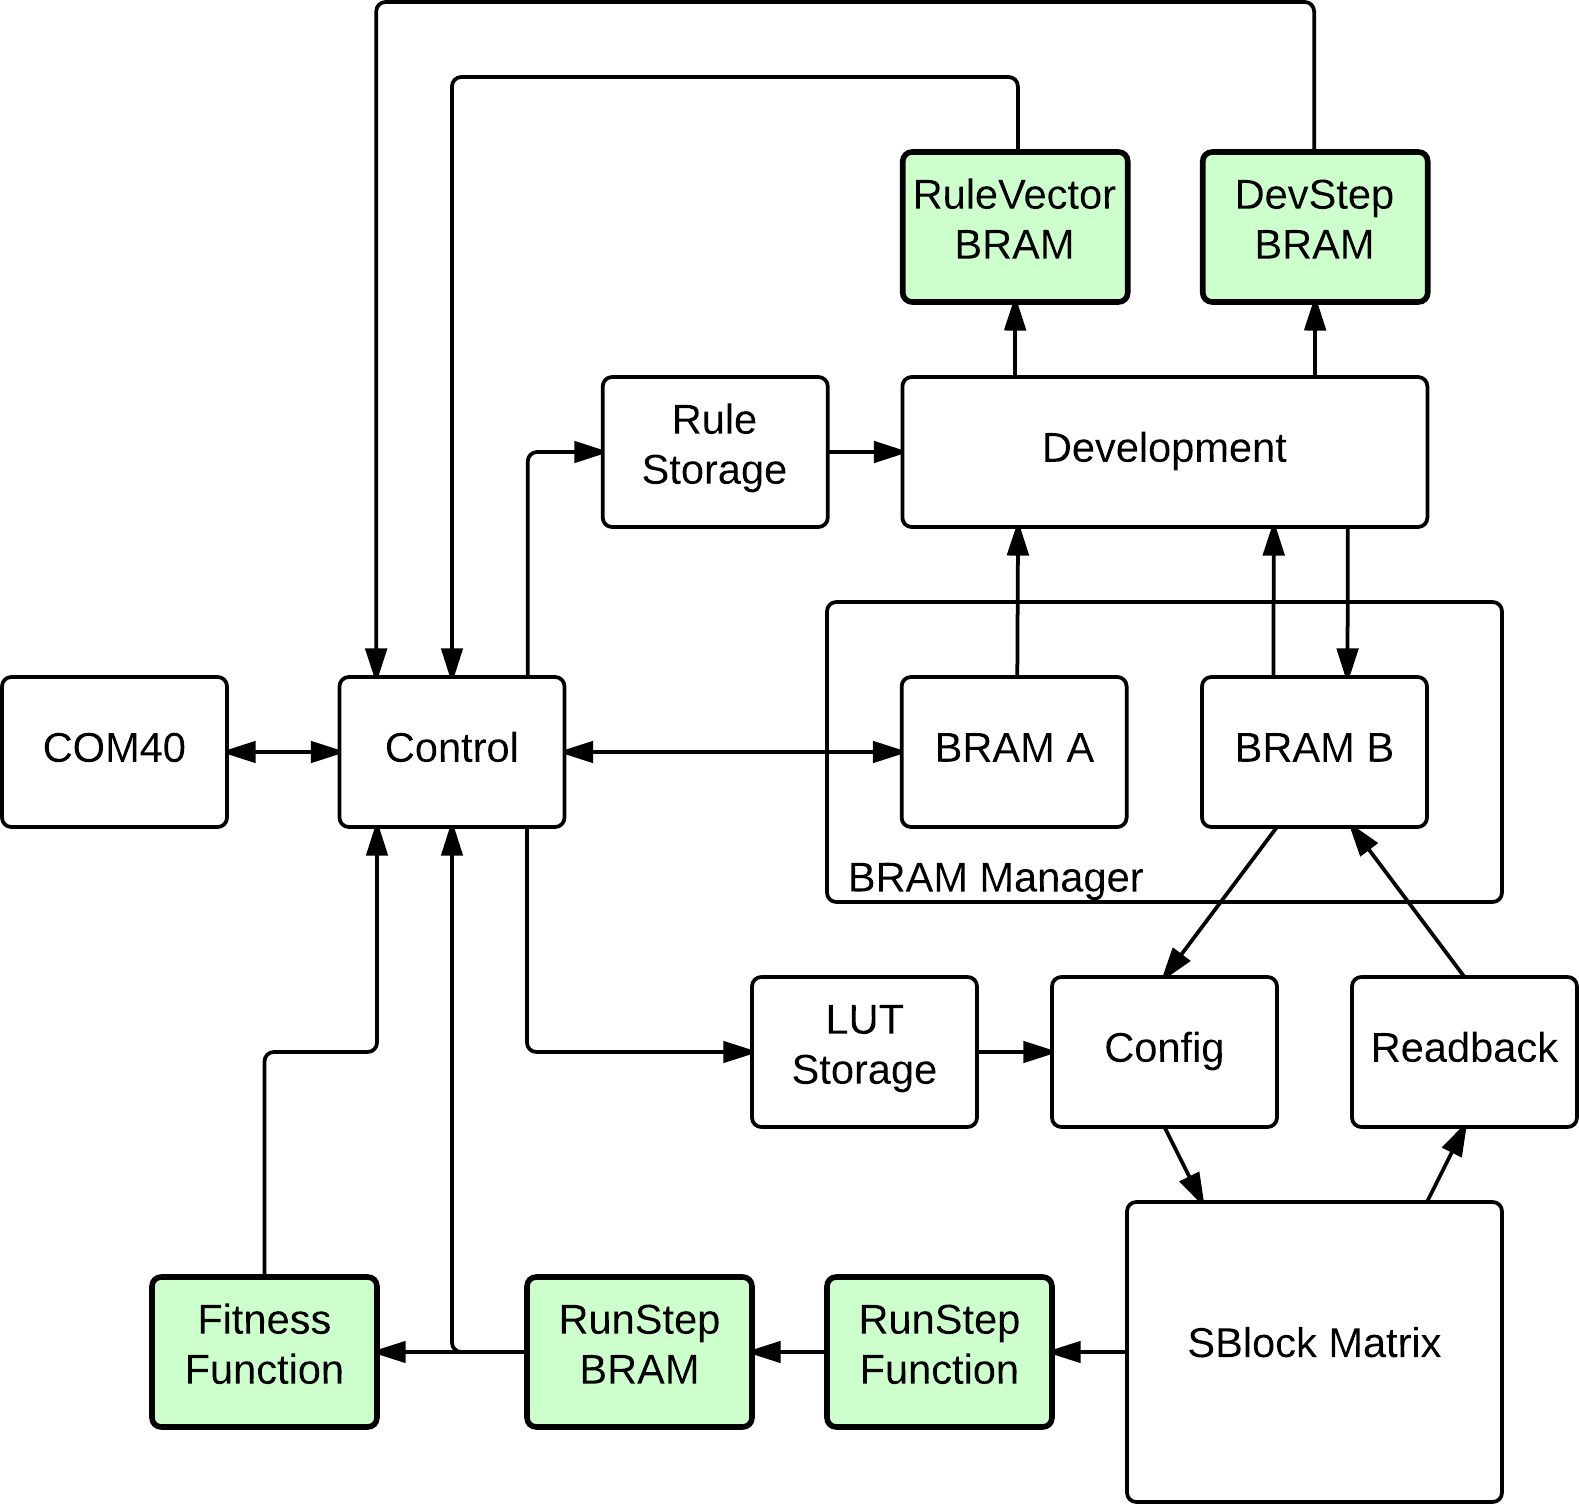 RuleVector
BRAM
DevStep
BRAM
Rule
Storage
Development
COM40
Control
BRAM A
BRAM B
BRAM Manager
LUT
Storage
Config
Readback
Fitness
Function
RunStep
BRAM
RunStep
Function
SBlock Matrix